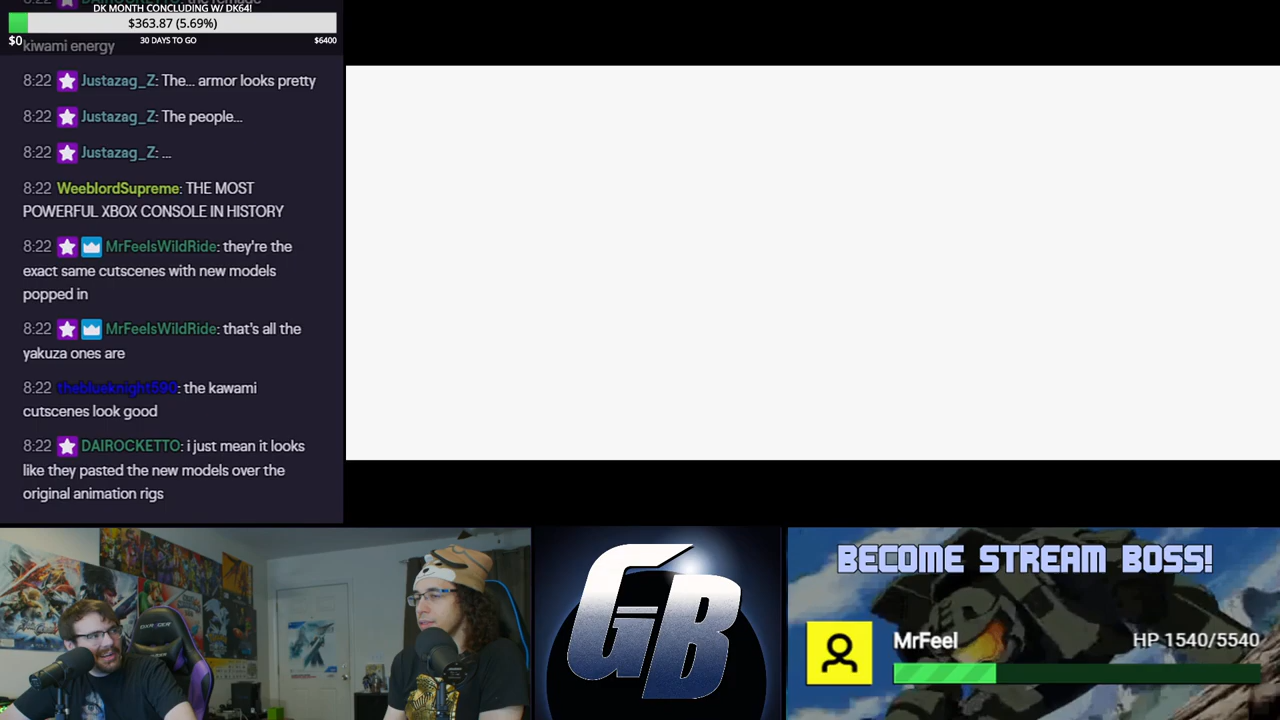 DK MONTH CONCLUDING W/ DK64!
$363.87 (5.69%)
$0
30 DAYS TO GO
$6400
kiwami energy
8:22 Justazag_Z: The... armor looks pretty
8:22 Justazag_Z: The people...
8:22 Justazag_Z: ...
8:22 WeeblordSupreme: THE MOST
POWERFUL XBOX CONSOLE IN HISTORY
8:22 MrFeelsWildRide: they're the
exact same cutscenes with new models
popped in
8:22 MrFeelsWildRide: that's all the
yakuza ones are
8:22 theblueknight590: the kawami
cutscenes look good
8:22 DAIROCKETTO: i just mean it looks
like they pasted the new models over the
original animation rigs
DXRACER
GB
BECOME STREAM BOSS!
MrFeel
HP 1540/5540